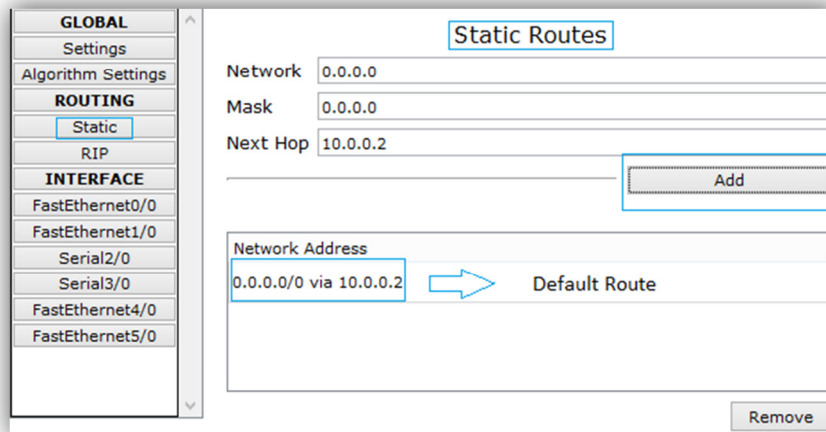 GLOBAL
Settings
Algorithm Settings
ROUTING
Static
RIP
INTERFACE
FastEthernet0/0
FastEthernet1/0
Serial2/0
Serial3/0
FastEthernet4/0
FastEthernet5/0
Static Routes
Network 0.0.0.0
Mask 0.0.0.0
Next Hop 10.0.0.2
Add
Network Address
0.0.0.0/0 via 10.0.0.2 Default Route
Remove